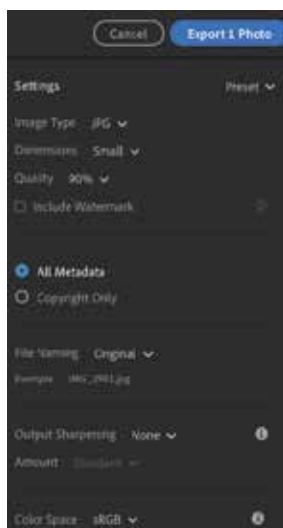 Cancel Export 1 Photo
Settings Preset
Image Type JPG
Dimensions Small
Quality 90%
Include Watermark
All Metadata
Copyright Only
File Naming Original
Example
Output Sharpening None
Amount Standard
Color Space sRGB